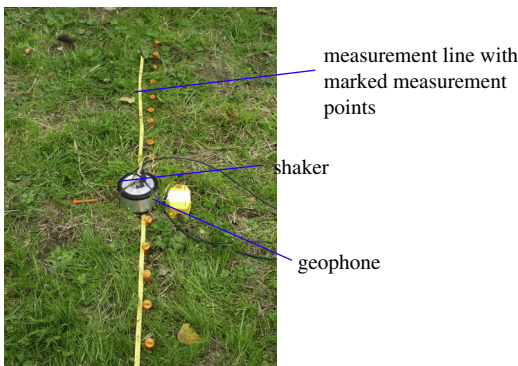 measurement line with
marked measurement
points
shaker
geophone